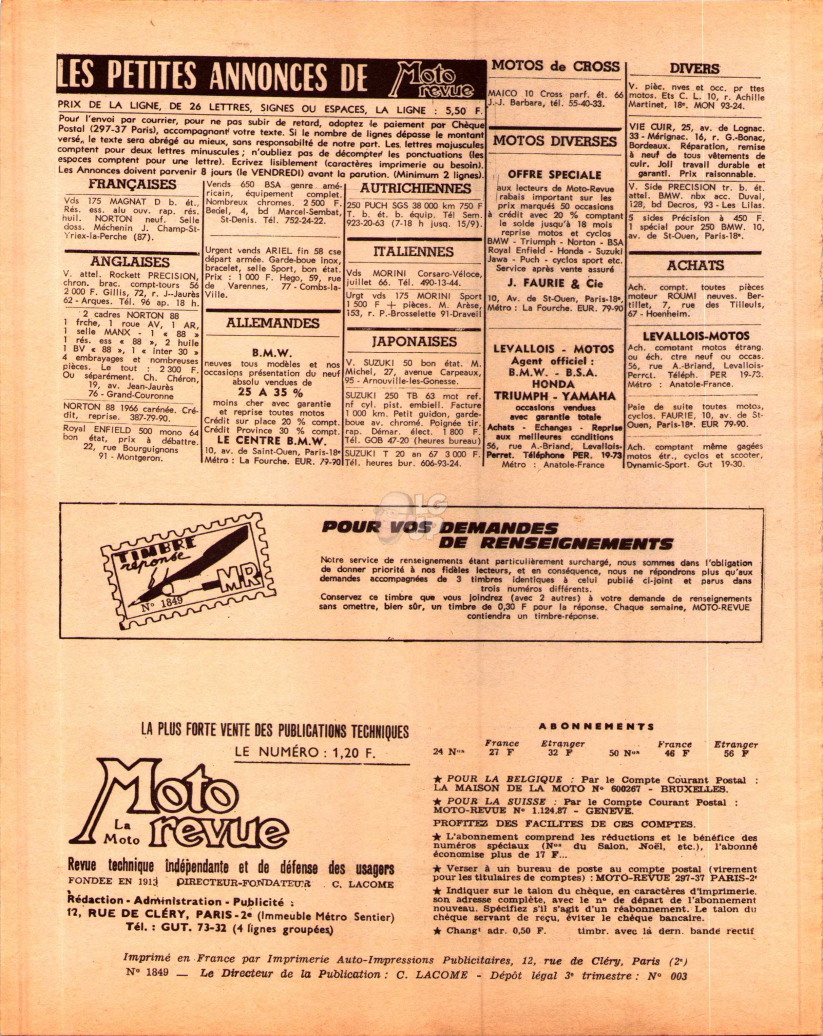 LES PETITES ANNONCES DE Moto revue
PRIX DE LA LIGNE, DE 26 LETTRES, SIGNES OU ESPACES, LA LIGNE : 5,50 F.
Pour l'envoi par courrier, pour ne pas subir de retard, adoptez le paiement par Chèque
Postal (297-37 Paris), accompagnant votre texte. Si le nombre de lignes dépasse le montant
versé, le texte sera abrégé au mieux, sans responsabilité de notre part. Les lettres majuscules
comptent pour deux lettres minuscules ; n'oubliez pas de décompter les ponctuations (les
espaces comptent pour une lettre). Ecrivez lisiblement (caractères imprimerie au besoin).
Les Annonces doivent parvenir 8 jours (le VENDREDI) avant la parution. (Minimum 2 lignes).
FRANÇAISES
Vds 175 MAGNAT D b. ét.,
Rés. ess. alu ouv. rap. rés.
huil. NORTON neuf. Selle
doss. Méchenin J. Champ-St-
Yriex-la-Perche (87).
ANGLAISES
V. attel. Rockett PRECISION,
chron. brac. compt-tours 56
2 000 F. Gillis, 72, r. J-Jaurès
62 - Arques. Tél. 96 ap. 18 h.
2 cadres NORTON 88
1 frche, 1 roue AV, 1 AR,
1 selle MANX - 1 « 88 »
1 rés. ess « 88 », 2 huile
1 BV « 88 », 1 « Inter 30 »
4 embrayages et nombreuses
pièces. Le tout : 2 300 F.
Ou séparément. Ch. Chéron,
19, av. Jean-Jaurès
76 - Grand-Couronne
NORTON 88 1966 carénée. Cré-
dit, reprise. 387-79-90.
Royal ENFIELD 500 mono 64
bon état, prix à débattre.
22, rue Bourguignons
91 - Montgeron.
Vends 650 BSA genre amé-
ricain, équipement complet.
Nombreux chromes. 2 500 F.
Bedel, 4, bd Marcel-Sembat,
St-Denis. Tél. 752-24-22.
Urgent vends ARIEL fin 58 cse
départ armée. Garde-boue inox,
bracelet, selle Sport, bon état.
Prix : 1 000 F. Hego, 59, rue
de Varennes, 77 - Combs-la-
Ville.
ALLEMANDES
B.M.W.
neuves tous modèles et nos
occasions présentation du neuf
absolu vendues de
25 A 35 %
moins cher avec garantie
et reprise toutes motos
Crédit sur place 20 % compt.
Crédit Province 30 % compt.
LE CENTRE B.M.W.
10, av. de Saint-Ouen, Paris-18e
Métro : La Fourche. EUR. 79-90
AUTRICHIENNES
250 PUCH SGS 38 000 km 750 F
T. b. ét. b. équip. Tél Sem.
923-20-63 (7-18 h jusq. 15/9).
ITALIENNES
Vds MORINI Corsaro-Véloce,
juillet 66. Tél. 490-13-44.
Urgt vds 175 MORINI Sport
1 500 F + pièces. M. Arèse,
153, r. P.-Brosselette 91-Draveil
JAPONAISES
V. SUZUKI 50 bon état. M.
Michel, 27, avenue Carpeaux,
95 - Arnouville-les-Gonesse.
SUZUKI 250 TB 63 mot ref.
nf cyl. pist. embiell. Facture
1 000 km. Petit guidon, garde-
boue av. chromé. Poignée tir.
rap. Démar. élect. 1 800 F.
Tél. GOB 47-20 (heures bureau)
SUZUKI T 20 an 67 3 000 F.
Tél. heures bur. 606-93-24.
MOTOS de CROSS
MAICO 10 Cross parf. ét. 66
J.-J. Barbara, tél. 55-40-33.
MOTOS DIVERSES
OFFRE SPECIALE
aux lecteurs de Moto-Revue
rabais important sur les
prix marqués 50 occasions
à crédit avec 20 % comptant
le solde jusqu'à 18 mois
reprise motos et cyclos
BMW - Triumph - Norton - BSA
Royal Enfield - Honda - Suzuki
Jawa - Puch - cyclos sport etc.
Service après vente assuré
J. FAURIE & Cie
10, Av. de St-Ouen, Paris-18e.
Métro : La Fourche. EUR. 79-90
LEVALLOIS - MOTOS
Agent officiel :
B.M.W. - B.S.A.
HONDA
TRIUMPH - YAMAHA
occasions vendues
avec garantie totale
Achats - Echanges - Reprise
aux meilleures conditions
56, rue A.-Briand, Levallois-
Perret. Téléphone PER. 19-73
Métro : Anatole-France
DIVERS
V. pièc. nves et occ. pr ttes
motos. Ets C. L. 10, r. Achille
Martinet, 18e. MON 93-24.
VIE CUIR, 25, av. de Lognac.
33 - Mérignac. 16, r. G.-Bonac,
Bordeaux. Réparation, remise
à neuf de tous vêtements de
cuir. Joli travail durable et
garanti. Prix raisonnable.
V. Side PRECISION tr. b. ét.
attel. BMW. nbx acc. Duval,
128, bd Decros, 93 - Les Lilas.
5 sides Précision à 450 F.
1 spécial pour 250 BMW. 10,
av. de St-Ouen, Paris-18e.
ACHATS
Ach. compt. toutes pièces
moteur ROUMI neuves. Ber-
tiflet, 7, rue des Tilleuls,
67 - Hoenheim.
LEVALLOIS-MOTOS
Ach. comptant motos étrang.
ou éch. ctre neuf ou occas.
56, rue A.-Briand, Levallois-
Perret. Téléph. PER 19-73.
Métro : Anatole-France.
Paie de suite toutes motos,
cyclos. FAURIE, 10, av. de St-
Ouen, Paris-18e. EUR 79-90.
Ach. comptant même gagées
motos étr., cyclos et scooter,
Dynamic-Sport. Gut 19-30.
TIMBRE
réponse
MR
N° 1849
POUR VOS DEMANDES
DE RENSEIGNEMENTS
Notre service de renseignements étant particulièrement surchargé, nous sommes dans l'obligation
de donner priorité à nos fidèles lecteurs, et en conséquence, nous ne répondrons plus qu'aux
demandes accompagnées de 3 timbres identiques à celui publié ci-joint et parus dans
trois numéros différents.
Conservez ce timbre que vous joindrez (avec 2 autres) à votre demande de renseignements
sans omettre, bien sûr, un timbre de 0,30 F pour la réponse. Chaque semaine, MOTO-REVUE
contiendra un timbre-réponse.
LA PLUS FORTE VENTE DES PUBLICATIONS TECHNIQUES
LE NUMÉRO : 1,20 F.
La Moto
Moto revue
Revue technique indépendante et de défense des usagers
FONDEE EN 1913 DIRECTEUR-FONDATEUR C. LACOME
Rédaction - Administration - Publicité :
12, RUE DE CLÉRY, PARIS-2e (Immeuble Métro Sentier)
Tél. : GUT. 73-32 (4 lignes groupées)
ABONNEMENTS
France Etranger France Etranger
24 Nos 27 F 32 F 50 Nos 46 F 56 F
★ POUR LA BELGIQUE : Par le Compte Courant Postal :
LA MAISON DE LA MOTO N° 600267 - BRUXELLES.
★ POUR LA SUISSE : Par le Compte Courant Postal :
MOTO-REVUE N° 1.124.87 - GENEVE.
PROFITEZ DES FACILITES DE CES COMPTES.
★ L'abonnement comprend les réductions et le bénéfice des
numéros spéciaux (Nos du Salon, Noël, etc.), l'abonné
économise plus de 17 F...
★ Verser à un bureau de poste au compte postal (virement
pour les titulaires de comptes) : MOTO-REVUE 297-37 PARIS-2e
★ Indiquer sur le talon du chèque, en caractères d'imprimerie.
son adresse complète, avec le n° de départ de l'abonnement
nouveau. Spécifiez s'il s'agit d'un réabonnement. Le talon du
chèque servant de reçu, éviter le chèque bancaire.
★ Changt adr. 0,50 F. timbr. avec la dern. bande rectif
Imprimé en France par Imprimerie Auto-Impressions Publicitaires, 12, rue de Cléry, Paris (2e)
N° 1849 — Le Directeur de la Publication : C. LACOME - Dépôt légal 3e trimestre : N° 003